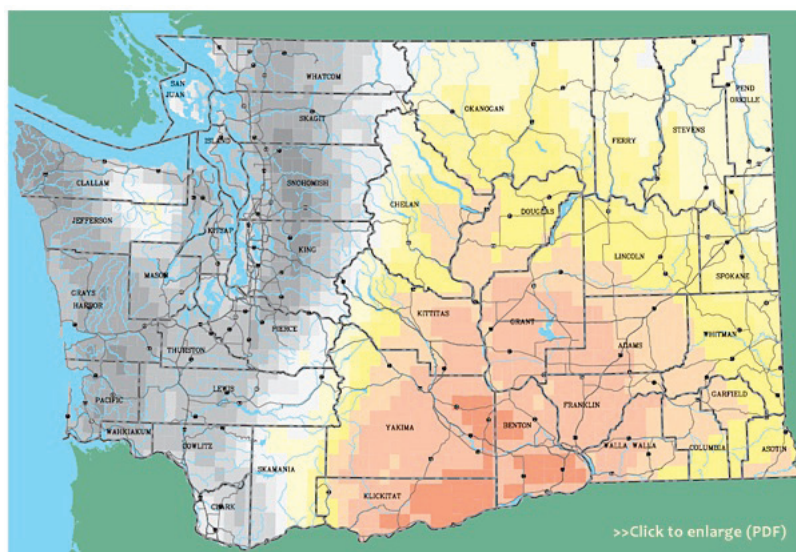 WHATCOM
SAN
JUAN
SKAGIT
ISLAND
OKANOGAN
PEND
OREILLE
FERRY
STEVENS
CLALLAM
SNOHOMISH
CHELAN
DOUGLAS
JEFFERSON
KITSAP
KING
LINCOLN
SPOKANE
MASON
GRAYS
HARBOR
KITTITAS
GRANT
PIERCE
ADAMS
WHITMAN
THURSTON
LEWIS
PACIFIC
YAKIMA
BENTON
FRANKLIN
GARFIELD
WAHKIAKUM
COWLITZ
SKAMANIA
WALLA WALLA
COLUMBIA
ASOTIN
KLICKITAT
CLARK
>>Click to enlarge (PDF)